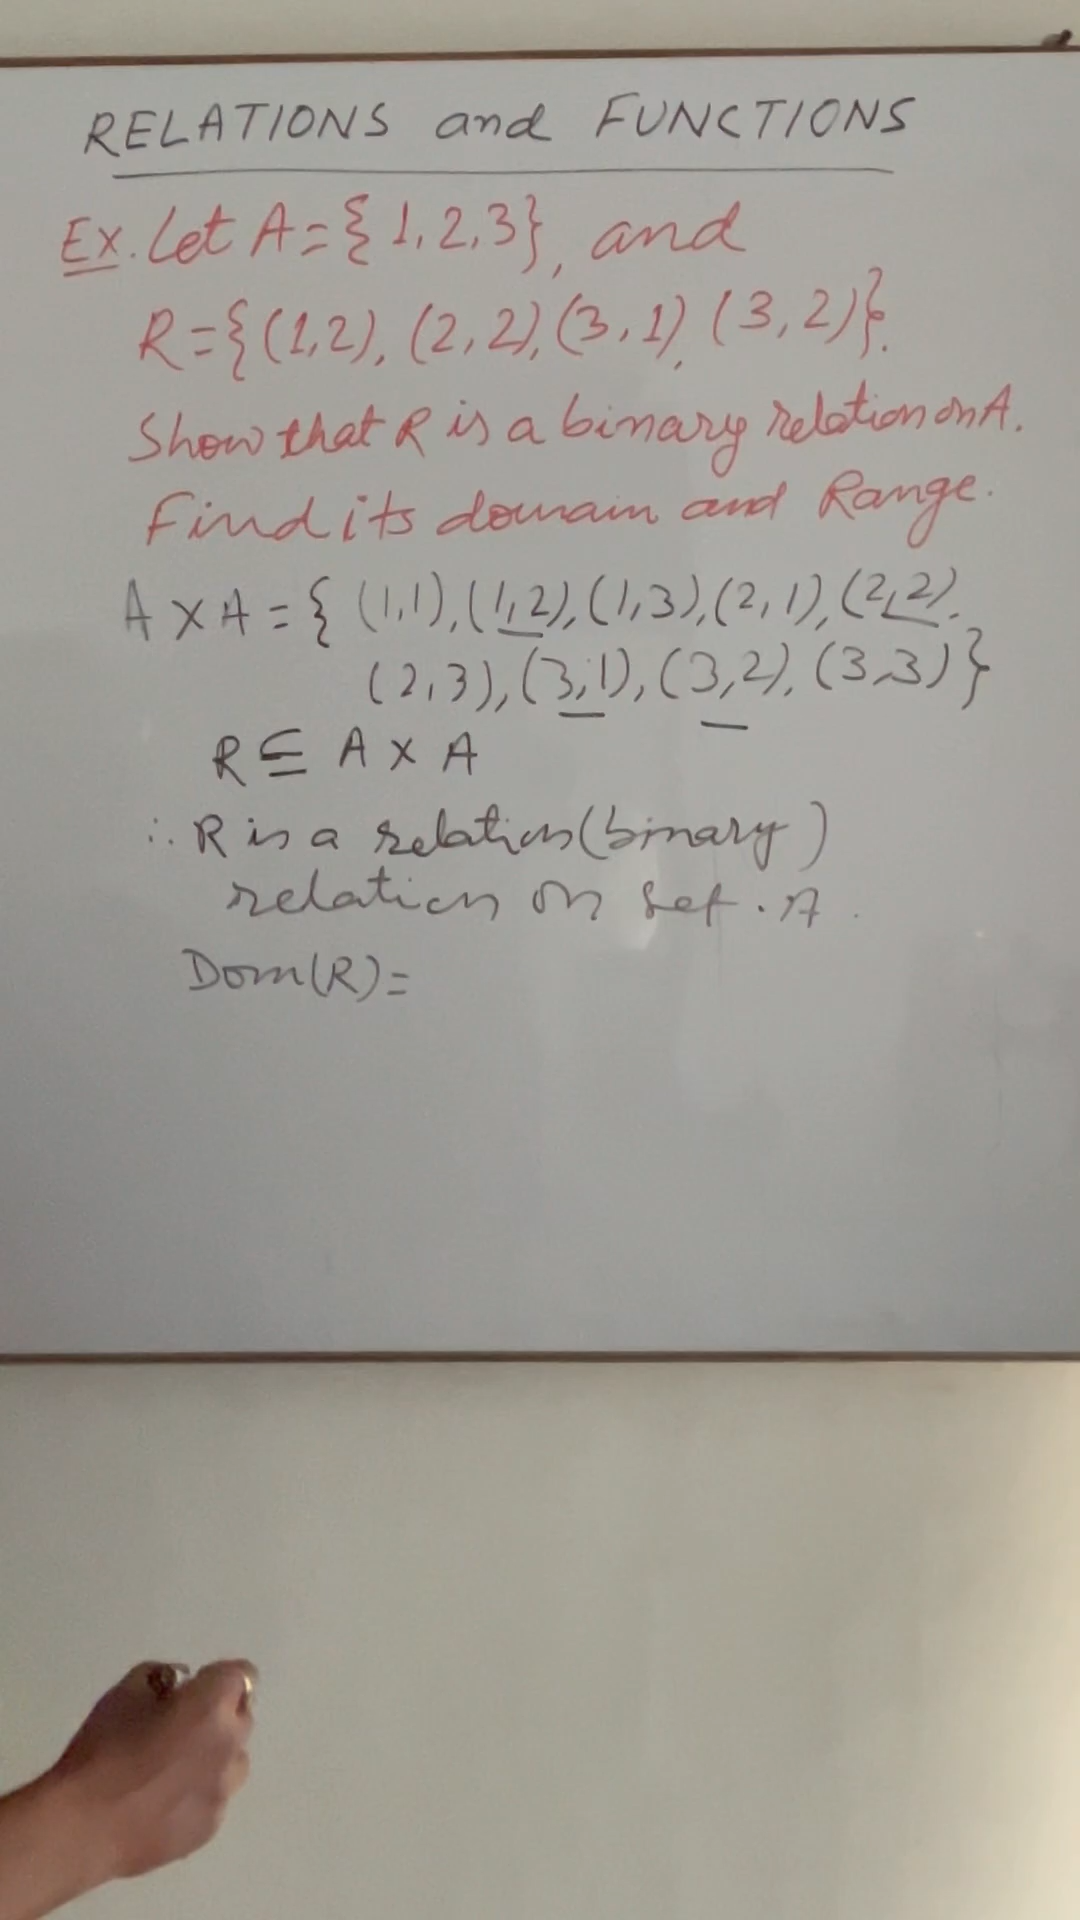 RELATIONS and FUNCTIONS
Ex. Let A={1,2,3}, and
R={(1,2), (2,2), (3,1), (3,2)}.
Show that R is a binary relation on A.
Find its domain and Range.
A×A={ (1,1),(1,2),(1,3),(2,1),(2,2),
(2,3),(3,1),(3,2),(3,3)}
R⊆ A×A
∴ R is a relation(binary)
relation on set. A.
Dom(R)=